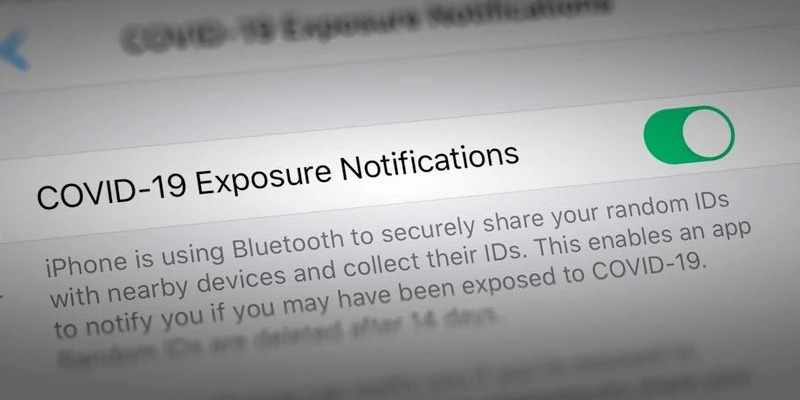 COVID-19 Exposure Notifications
COVID-19 Exposure Notifications
iPhone is using Bluetooth to securely share your random IDs
with nearby devices and collect their IDs. This enables an app
to notify you if you may have been exposed to COVID-19.
Random IDs are deleted after 14 days.